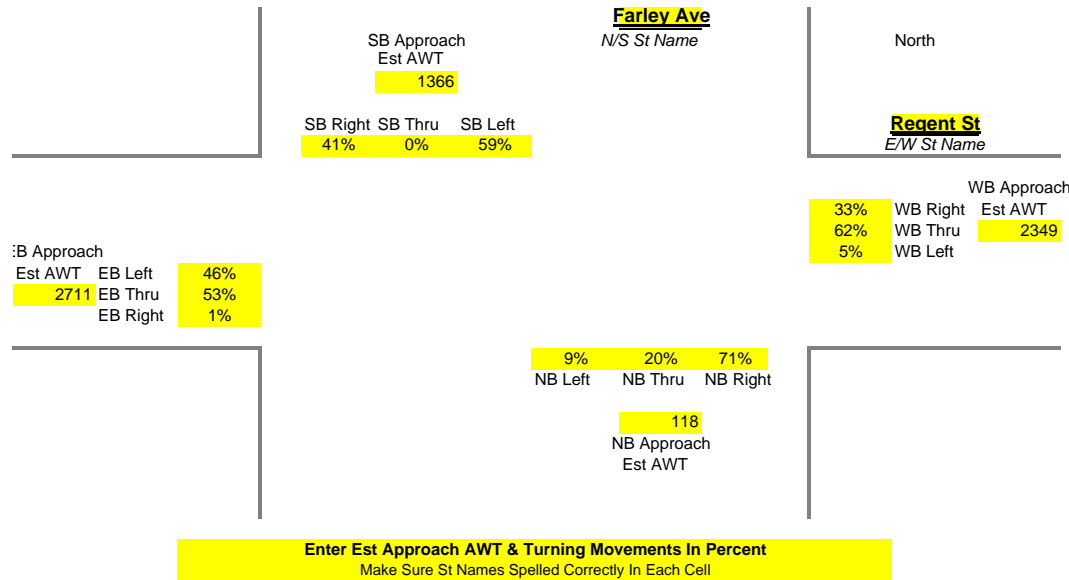 Farley Ave
SB Approach N/S St Name North
Est AWT
1366
SB Right SB Thru SB Left Regent St
41% 0% 59% E/W St Name
WB Approach
33% WB Right Est AWT
62% WB Thru 2349
EB Approach 5% WB Left
Est AWT EB Left 46%
2711 EB Thru 53%
EB Right 1%
9% 20% 71%
NB Left NB Thru NB Right
118
NB Approach
Est AWT
Enter Est Approach AWT & Turning Movements In Percent
Make Sure St Names Spelled Correctly In Each Cell